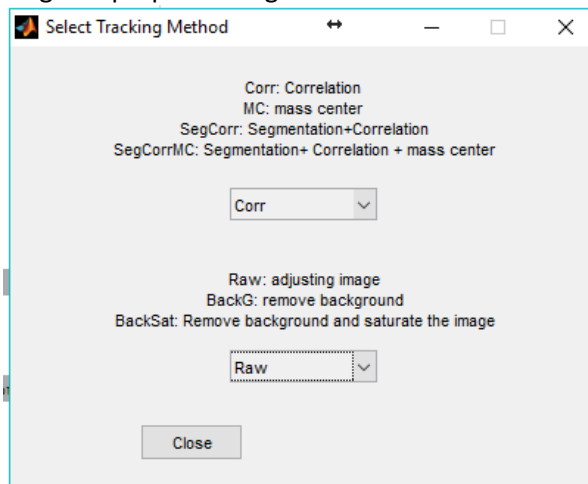 Select Tracking Method
Corr: Correlation
MC: mass center
SegCorr: Segmentation+Correlation
SegCorrMC: Segmentation+ Correlation + mass center
Corr
Raw: adjusting image
BackG: remove background
BackSat: Remove background and saturate the image
Raw
Close